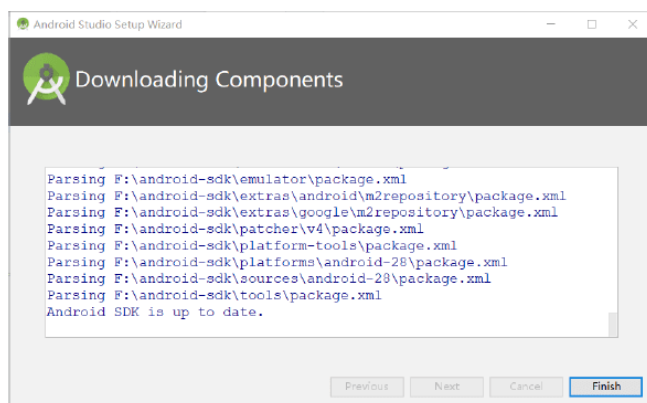 Android Studio Setup Wizard
Downloading Components
Parsing F:\android-sdk\emulator\package.xml
Parsing F:\android-sdk\extras\android\m2repository\package.xml
Parsing F:\android-sdk\extras\google\m2repository\package.xml
Parsing F:\android-sdk\patcher\v4\package.xml
Parsing F:\android-sdk\platform-tools\package.xml
Parsing F:\android-sdk\platforms\android-28\package.xml
Parsing F:\android-sdk\sources\android-28\package.xml
Parsing F:\android-sdk\tools\package.xml
Android SDK is up to date.
Previous Next Cancel Finish